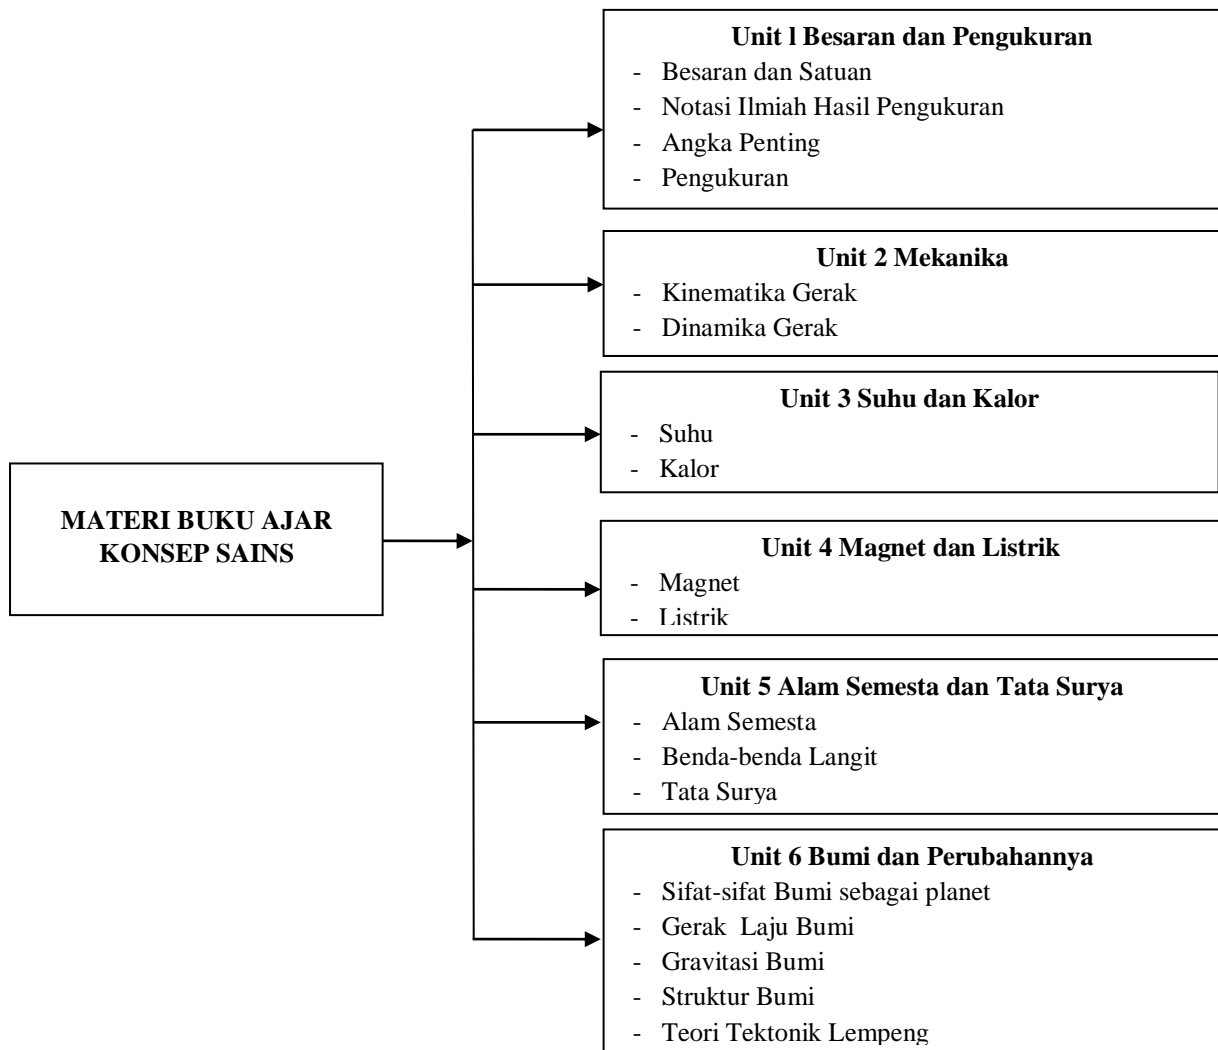 MATERI BUKU AJAR
KONSEP SAINS
Unit l Besaran dan Pengukuran
- Besaran dan Satuan
- Notasi Ilmiah Hasil Pengukuran
- Angka Penting
- Pengukuran
Unit 2 Mekanika
- Kinematika Gerak
- Dinamika Gerak
Unit 3 Suhu dan Kalor
- Suhu
- Kalor
Unit 4 Magnet dan Listrik
- Magnet
- Listrik
Unit 5 Alam Semesta dan Tata Surya
- Alam Semesta
- Benda-benda Langit
- Tata Surya
Unit 6 Bumi dan Perubahannya
- Sifat-sifat Bumi sebagai planet
- Gerak Laju Bumi
- Gravitasi Bumi
- Struktur Bumi
- Teori Tektonik Lempeng